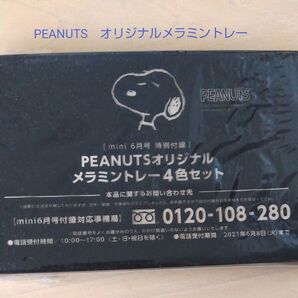 PEANUTS　オリジナルメラミントレー
PEANUTS
[ mini 6月号 特別付録 ]
PEANUTSオリジナル
メラミントレー4色セット
本品に関するお問い合わせ先
[mini6月号付録対応事務局] 0120-108-280
●電話受付時間／10:00〜17:00（土・日・祝日を除く） ●電話受付期間／2021年6月8日(火)まで